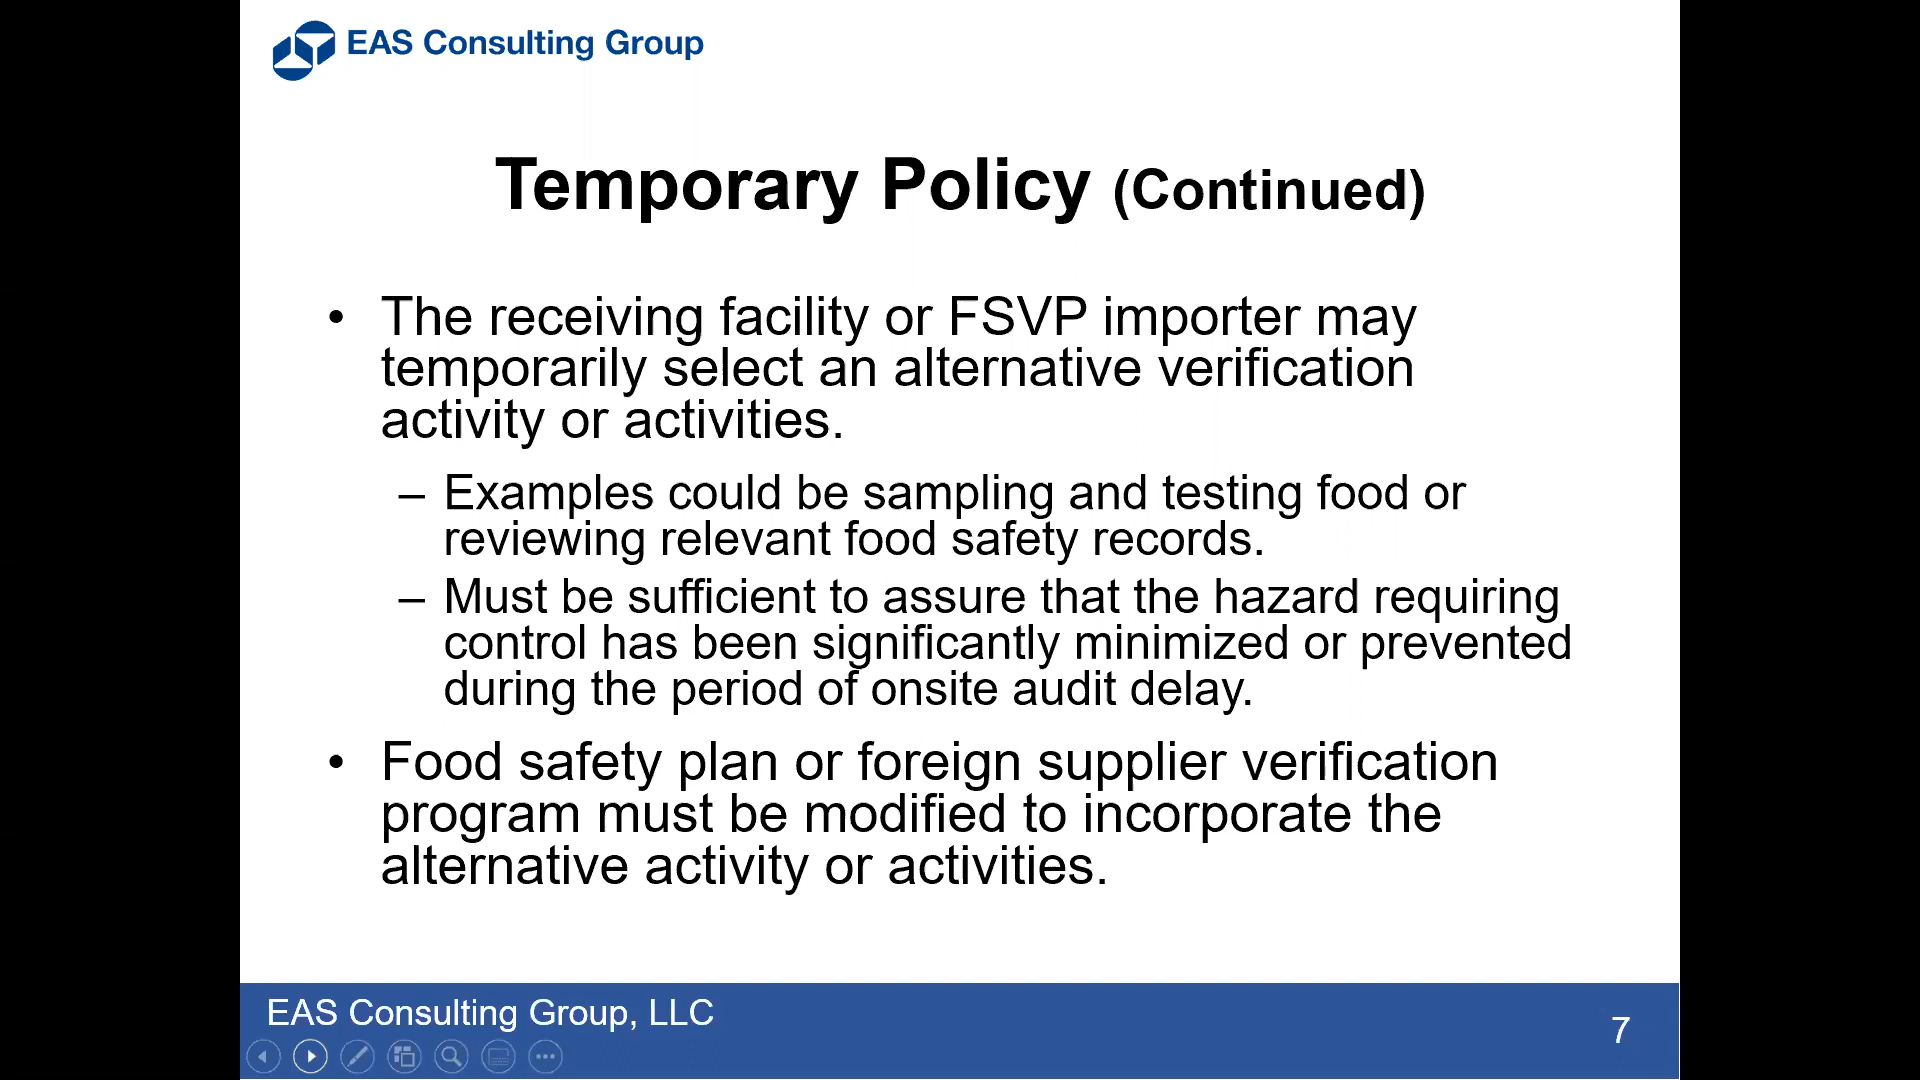 EAS Consulting Group
Temporary Policy (Continued)
• The receiving facility or FSVP importer may
temporarily select an alternative verification
activity or activities.
– Examples could be sampling and testing food or
reviewing relevant food safety records.
– Must be sufficient to assure that the hazard requiring
control has been significantly minimized or prevented
during the period of onsite audit delay.
• Food safety plan or foreign supplier verification
program must be modified to incorporate the
alternative activity or activities.
EAS Consulting Group, LLC
7